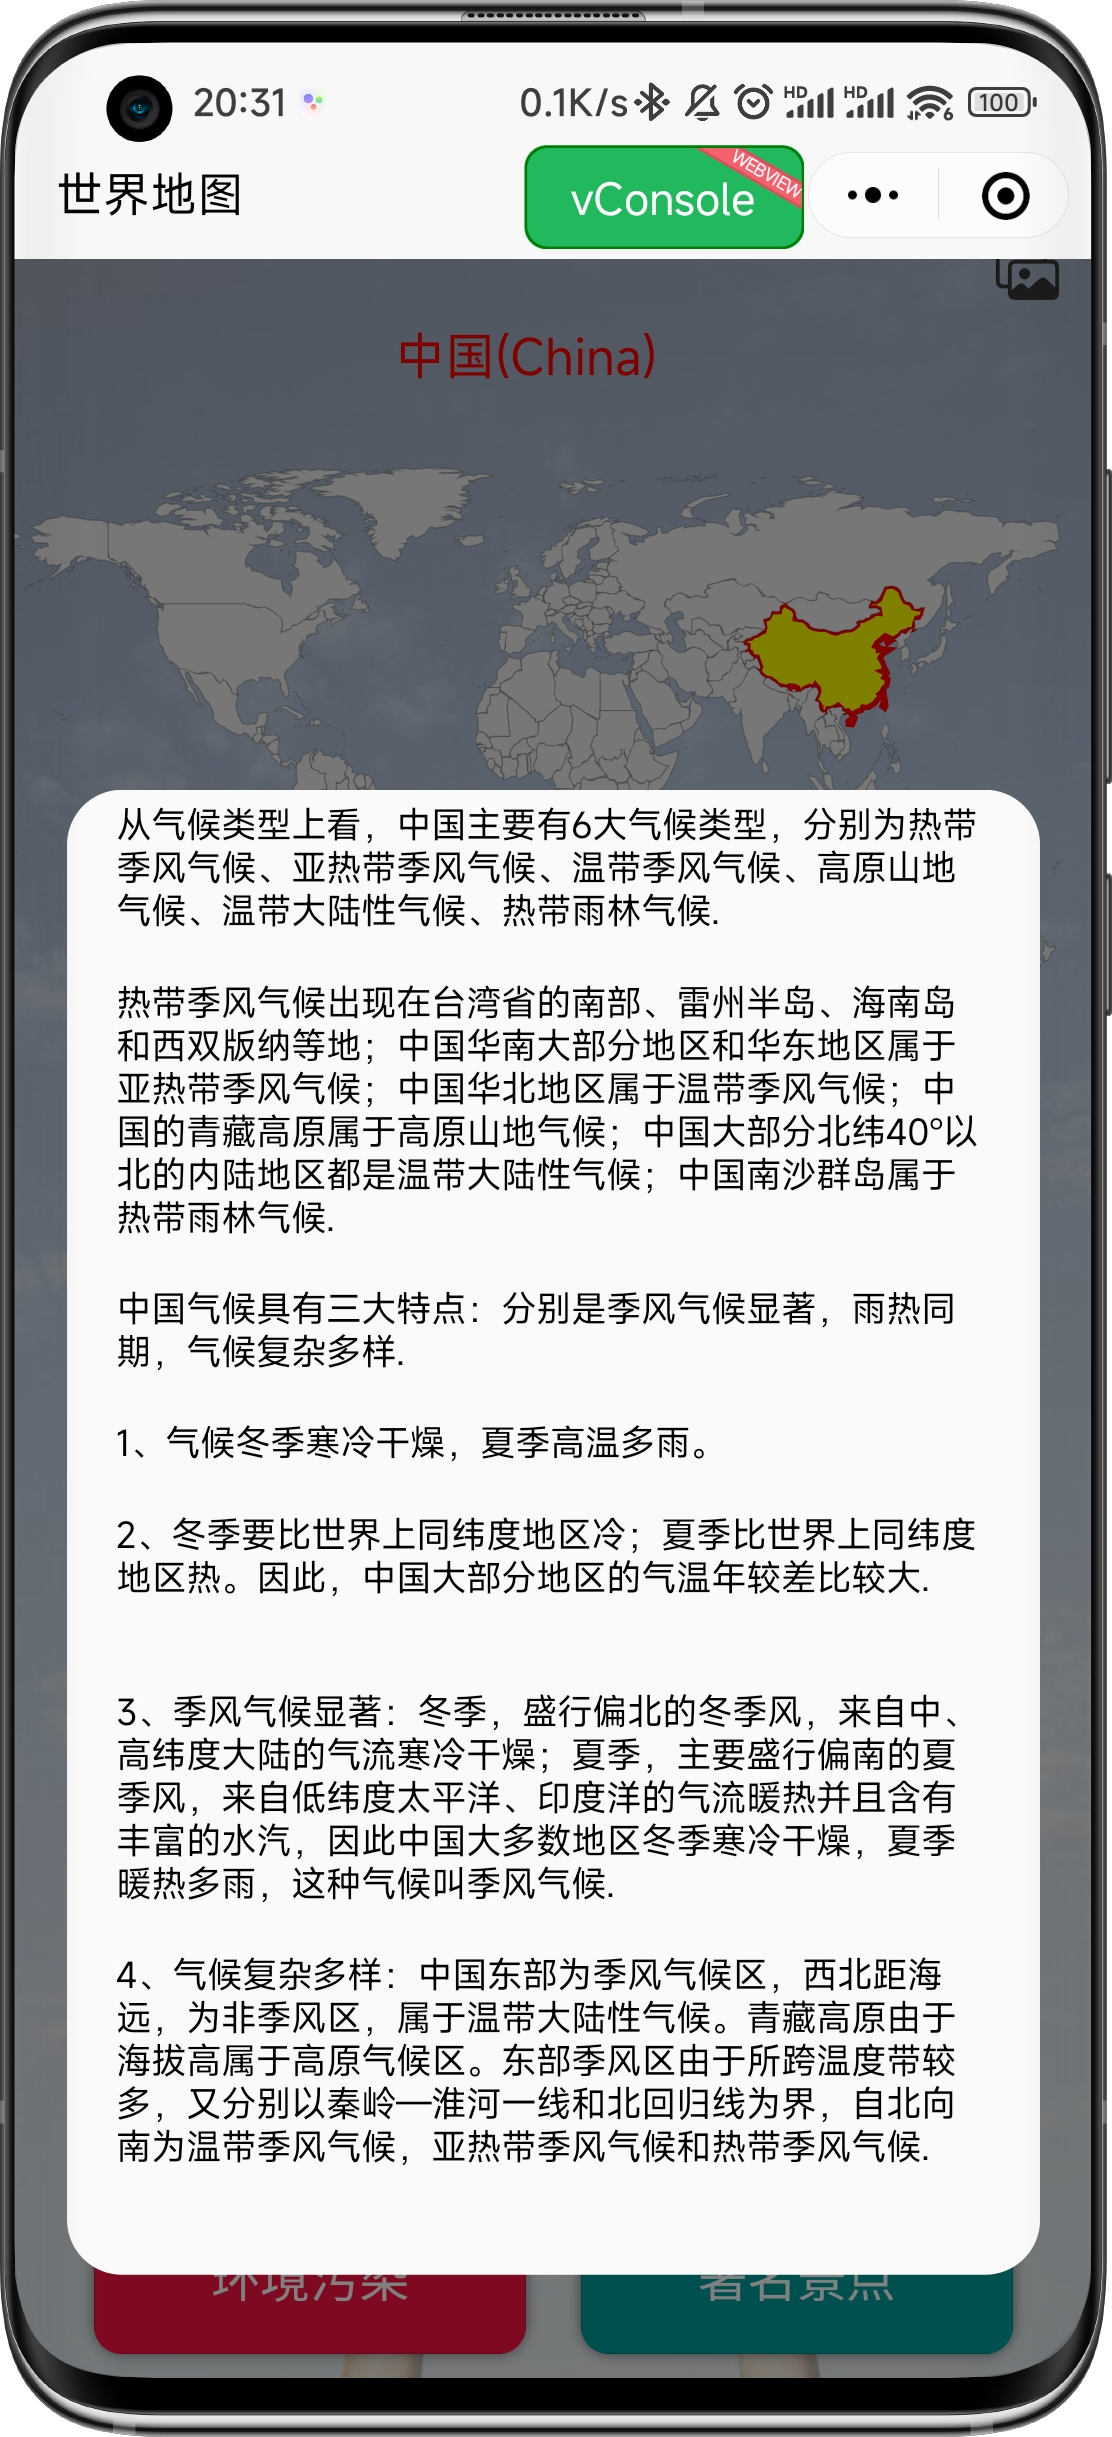 20:31
0.1K/s
HD
HD
6
100
世界地图
vConsole
WEBVIEW
中国(China)
从气候类型上看，中国主要有6大气候类型，分别为热带
季风气候、亚热带季风气候、温带季风气候、高原山地
气候、温带大陆性气候、热带雨林气候.
热带季风气候出现在台湾省的南部、雷州半岛、海南岛
和西双版纳等地；中国华南大部分地区和华东地区属于
亚热带季风气候；中国华北地区属于温带季风气候；中
国的青藏高原属于高原山地气候；中国大部分北纬40°以
北的内陆地区都是温带大陆性气候；中国南沙群岛属于
热带雨林气候.
中国气候具有三大特点：分别是季风气候显著，雨热同
期，气候复杂多样.
1、气候冬季寒冷干燥，夏季高温多雨。
2、冬季要比世界上同纬度地区冷；夏季比世界上同纬度
地区热。因此，中国大部分地区的气温年较差比较大.
3、季风气候显著：冬季，盛行偏北的冬季风，来自中、
高纬度大陆的气流寒冷干燥；夏季，主要盛行偏南的夏
季风，来自低纬度太平洋、印度洋的气流暖热并且含有
丰富的水汽，因此中国大多数地区冬季寒冷干燥，夏季
暖热多雨，这种气候叫季风气候.
4、气候复杂多样：中国东部为季风气候区，西北距海
远，为非季风区，属于温带大陆性气候。青藏高原由于
海拔高属于高原气候区。东部季风区由于所跨温度带较
多，又分别以秦岭—淮河一线和北回归线为界，自北向
南为温带季风气候，亚热带季风气候和热带季风气候.
环境污染
著名景点